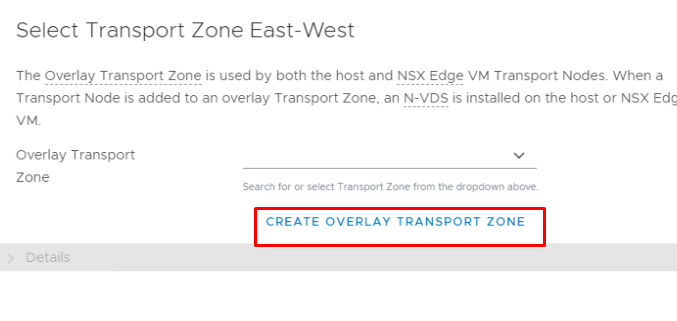 Select Transport Zone East-West
The Overlay Transport Zone is used by both the host and NSX Edge VM Transport Nodes. When a
Transport Node is added to an overlay Transport Zone, an N-VDS is installed on the host or NSX Edg
VM.
Overlay Transport
Zone
Search for or select Transport Zone from the dropdown above.
CREATE OVERLAY TRANSPORT ZONE
Details